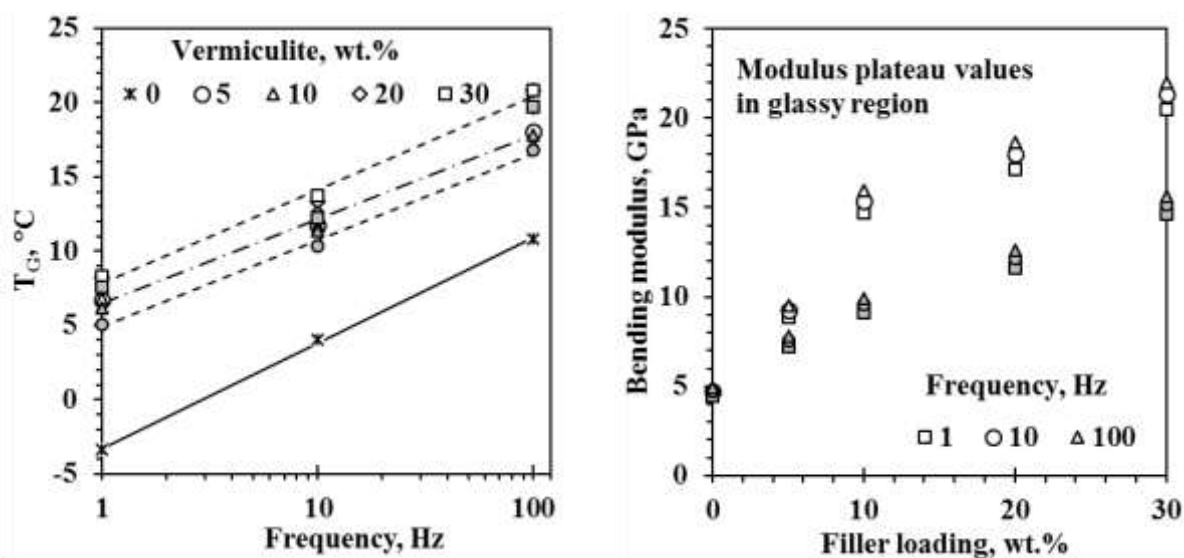 25
20
15
10
5
0
-5
T_G, °C
Vermiculite, wt.%
0 5 10 20 30
1 10 100
Frequency, Hz
25
20
15
10
5
0
Bending modulus, GPa
Modulus plateau values
in glassy region
Frequency, Hz
1 10 100
0 10 20 30
Filler loading, wt.%